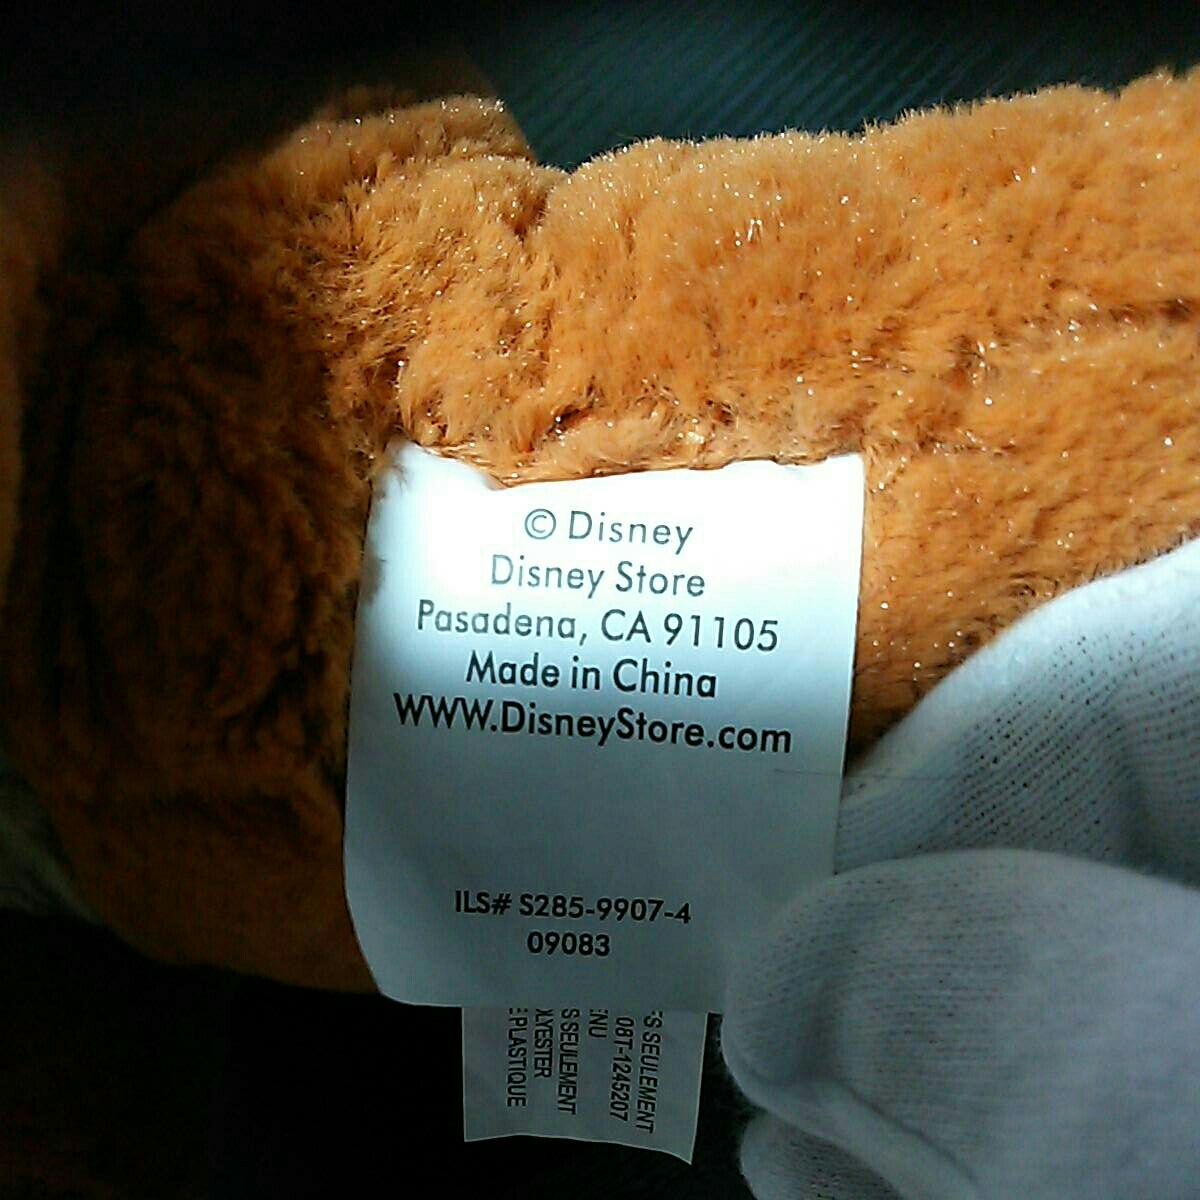 © Disney
Disney Store
Pasadena, CA 91105
Made in China
WWW.DisneyStore.com
ILS# S285-9907-4
09083
SEULEMENT
08T-1245207
SEULEMENT
PLASTIQUE